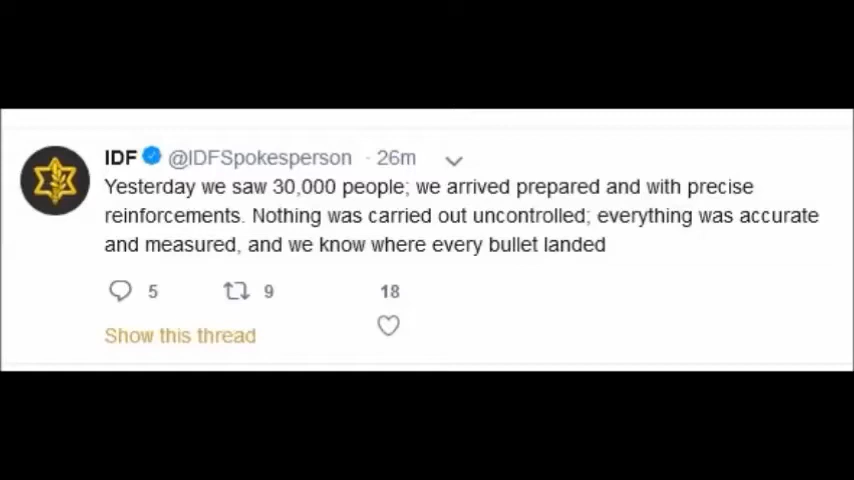 IDF @IDFSpokesperson · 26m
Yesterday we saw 30,000 people; we arrived prepared and with precise
reinforcements. Nothing was carried out uncontrolled; everything was accurate
and measured, and we know where every bullet landed
5 9 18
Show this thread